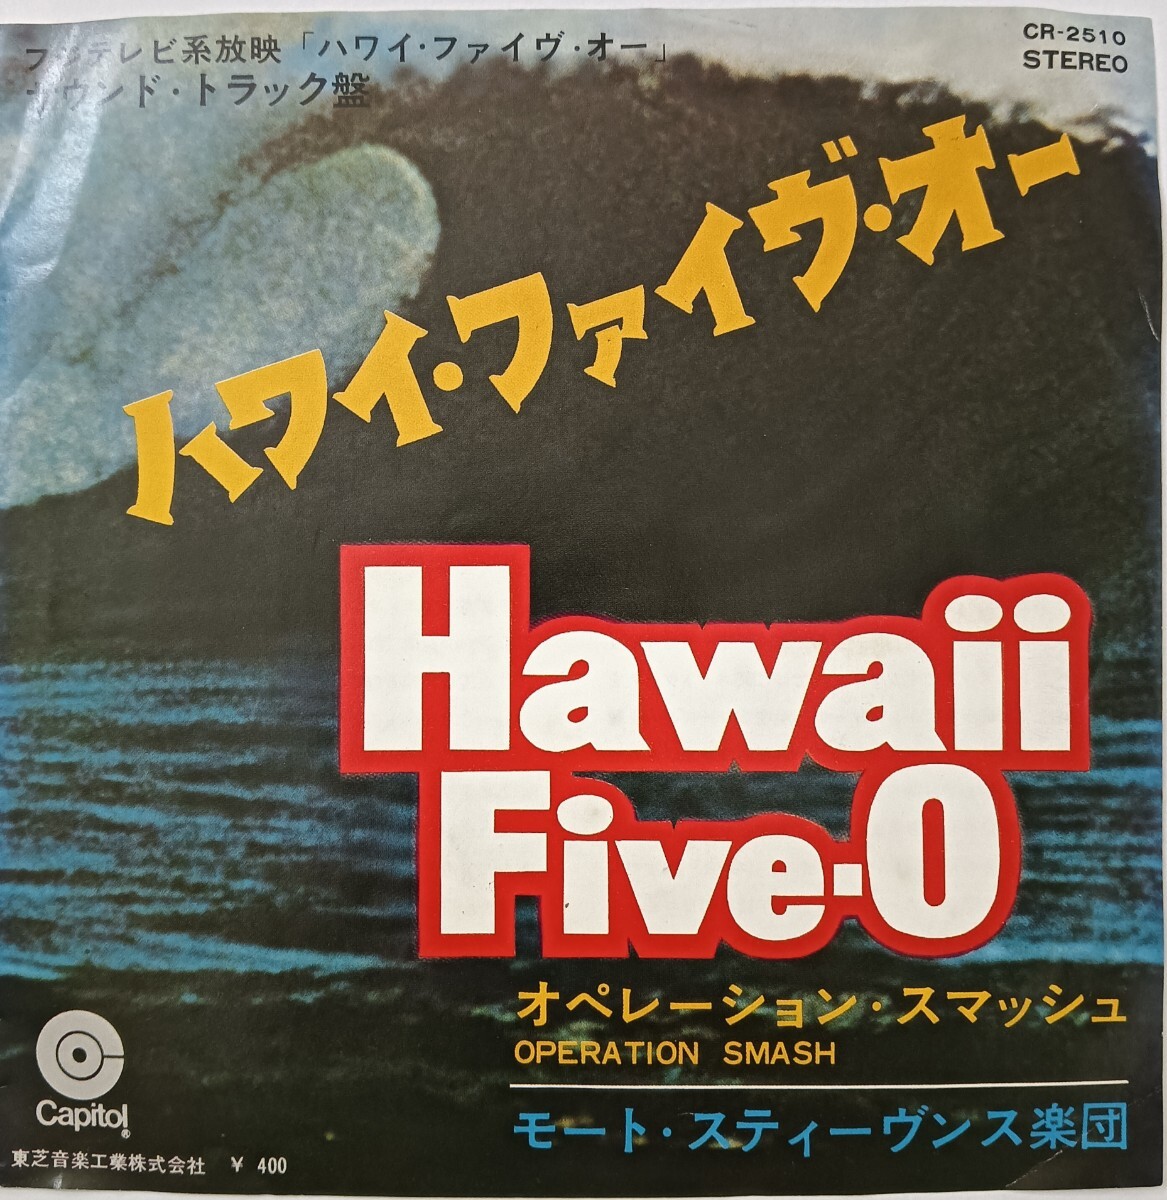 フジテレビ系放映「ハワイ・ファイヴ・オー」
サウンド・トラック盤
CR-2510
STEREO
ハワイ・ファイヴ・オー
Hawaii
Five-O
オペレーション・スマッシュ
OPERATION SMASH
モート・スティーヴンス楽団
Capitol®
東芝音楽工業株式会社 ￥400